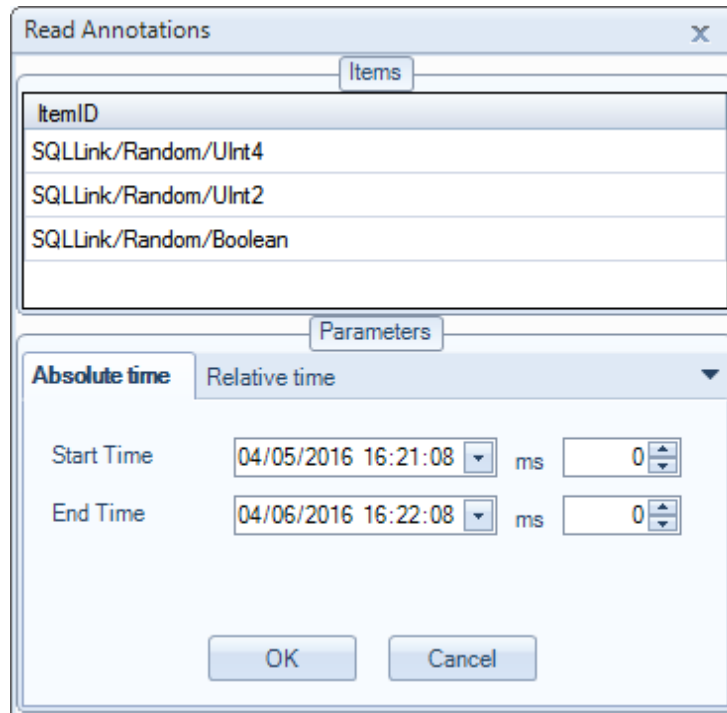 Read Annotations
Items
ItemID
SQLLink/Random/UInt4
SQLLink/Random/UInt2
SQLLink/Random/Boolean
Parameters
Absolute time Relative time
Start Time 04/05/2016 16:21:08 ms 0
End Time 04/06/2016 16:22:08 ms 0
OK Cancel